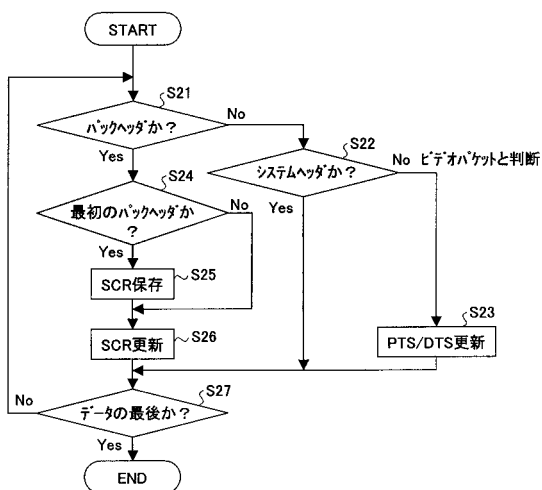 START
S21
パックヘッダか？
No
Yes
S22
システムヘッダか？
No ビデオパケットと判断
Yes
S24
最初のパックヘッダか
？
No
Yes
S25
SCR保存
S26
SCR更新
S23
PTS/DTS更新
S27
データの最後か？
No
Yes
END